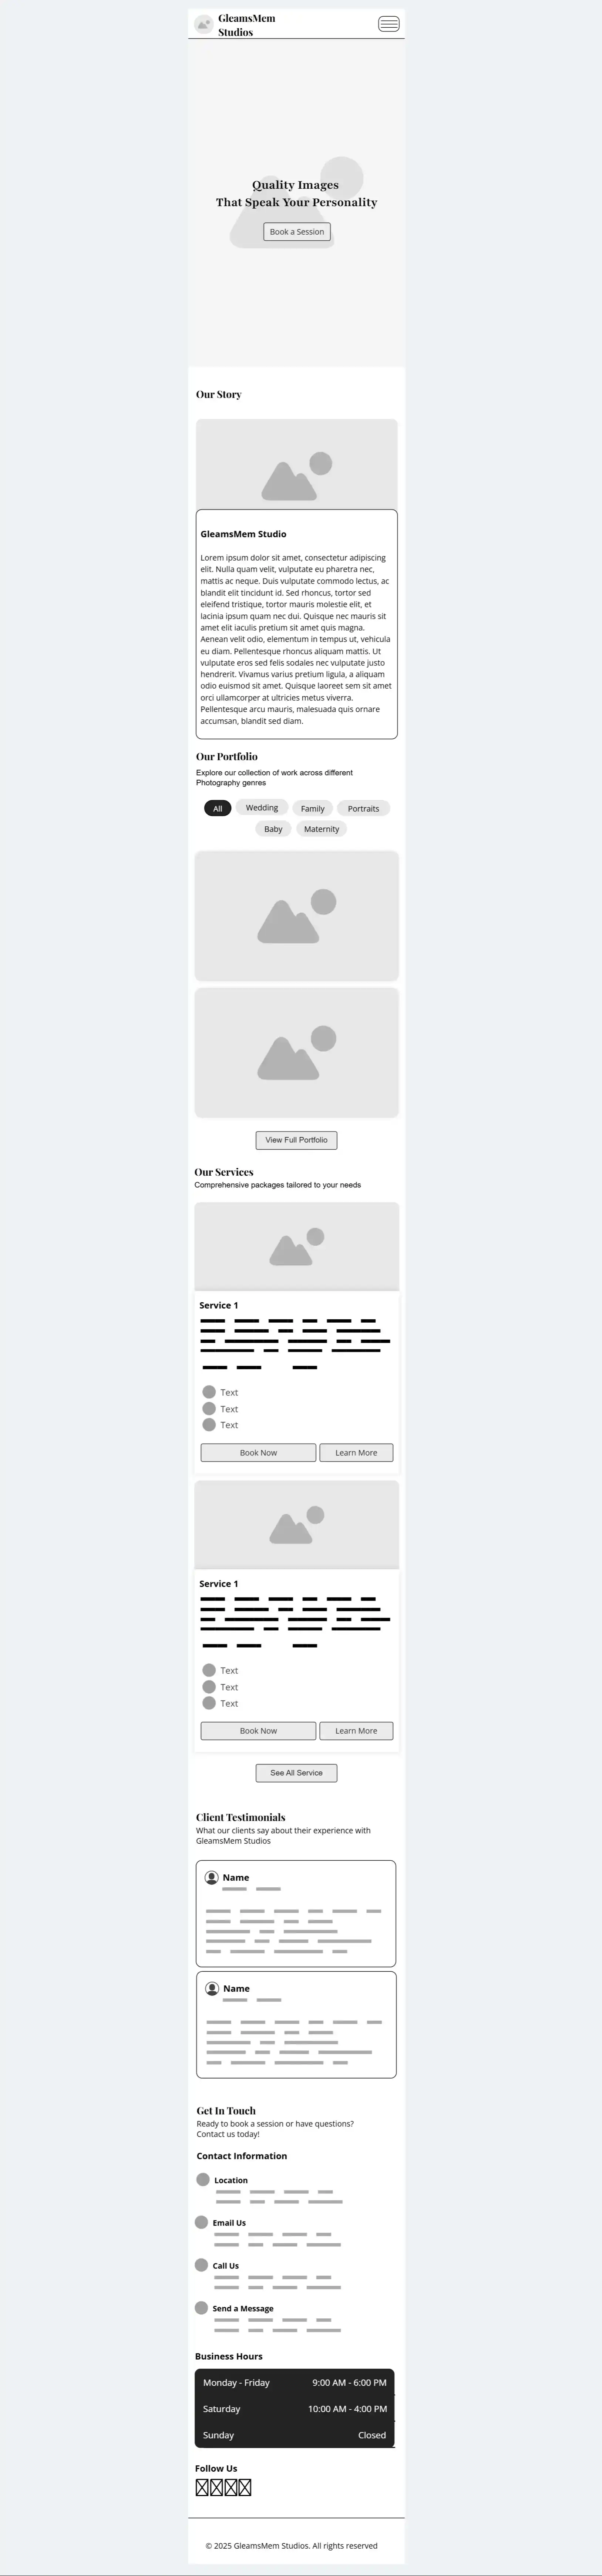 GleamsMem
Studios
Quality Images
That Speak Your Personality
Book a Session
Our Story
GleamsMem Studio
Lorem ipsum dolor sit amet, consectetur adipiscing
elit. Nulla quam velit, vulputate eu pharetra nec,
mattis ac neque. Duis vulputate commodo lectus, ac
blandit elit tincidunt id. Sed rhoncus, tortor sed
eleifend tristique, tortor mauris molestie elit, et
lacinia ipsum quam nec dui. Quisque nec mauris sit
amet elit iaculis pretium sit amet quis magna.
Aenean velit odio, elementum in tempus ut, vehicula
eu diam. Pellentesque rhoncus aliquam mattis. Ut
vulputate eros sed felis sodales nec vulputate justo
hendrerit. Vivamus varius pretium ligula, a aliquam
odio euismod sit amet. Quisque laoreet sem sit amet
orci ullamcorper at ultricies metus viverra.
Pellentesque arcu mauris, malesuada quis ornare
accumsan, blandit sed diam.
Our Portfolio
Explore our collection of work across different
Photography genres
All Wedding Family Portraits
Baby Maternity
View Full Portfolio
Our Services
Comprehensive packages tailored to your needs
Service 1
Text
Text
Text
Book Now Learn More
Service 1
Text
Text
Text
Book Now Learn More
See All Service
Client Testimonials
What our clients say about their experience with
GleamsMem Studios
Name
Name
Get In Touch
Ready to book a session or have questions?
Contact us today!
Contact Information
Location
Email Us
Call Us
Send a Message
Business Hours
Monday - Friday 9:00 AM - 6:00 PM
Saturday 10:00 AM - 4:00 PM
Sunday Closed
Follow Us
© 2025 GleamsMem Studios. All rights reserved